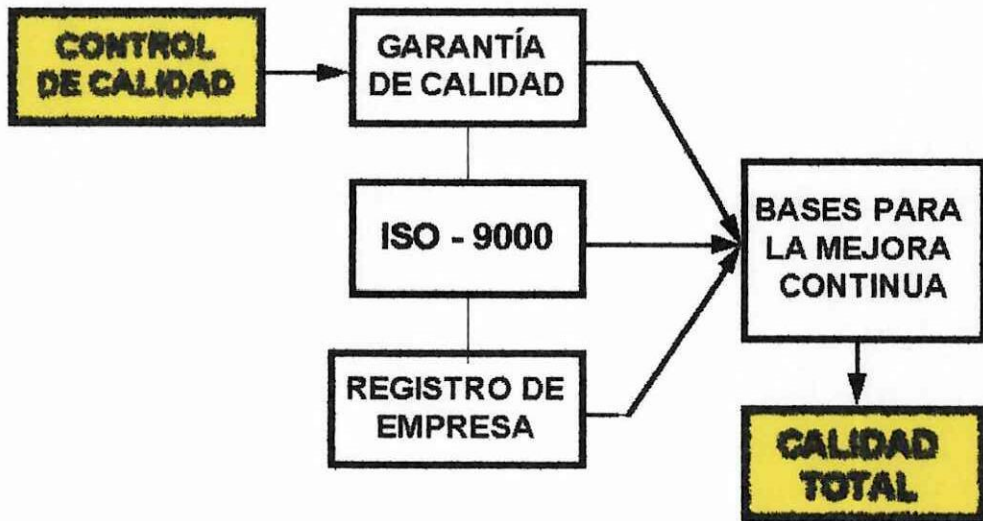 CONTROL
DE CALIDAD
GARANTÍA
DE CALIDAD
ISO - 9000
REGISTRO DE
EMPRESA
BASES PARA
LA MEJORA
CONTINUA
CALIDAD
TOTAL